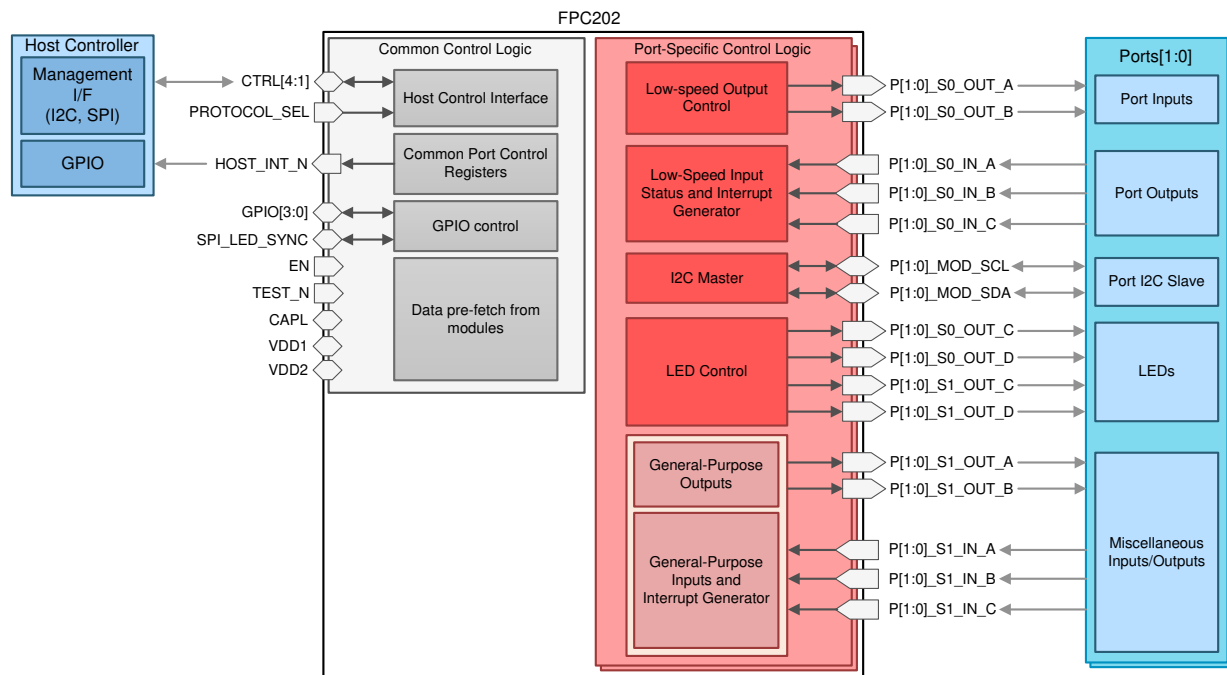 FPC202
Host Controller
Management
I/F
(I2C, SPI)
GPIO
CTRL[4:1]
PROTOCOL_SEL
HOST_INT_N
GPIO[3:0]
SPI_LED_SYNC
EN
TEST_N
CAPL
VDD1
VDD2
Common Control Logic
Host Control Interface
Common Port Control
Registers
GPIO control
Data pre-fetch from
modules
Port-Specific Control Logic
Low-speed Output
Control
Low-Speed Input
Status and Interrupt
Generator
I2C Master
LED Control
General-Purpose
Outputs
General-Purpose
Inputs and
Interrupt Generator
P[1:0]_S0_OUT_A
P[1:0]_S0_OUT_B
P[1:0]_S0_IN_A
P[1:0]_S0_IN_B
P[1:0]_S0_IN_C
P[1:0]_MOD_SCL
P[1:0]_MOD_SDA
P[1:0]_S0_OUT_C
P[1:0]_S0_OUT_D
P[1:0]_S1_OUT_C
P[1:0]_S1_OUT_D
P[1:0]_S1_OUT_A
P[1:0]_S1_OUT_B
P[1:0]_S1_IN_A
P[1:0]_S1_IN_B
P[1:0]_S1_IN_C
Ports[1:0]
Port Inputs
Port Outputs
Port I2C Slave
LEDs
Miscellaneous
Inputs/Outputs